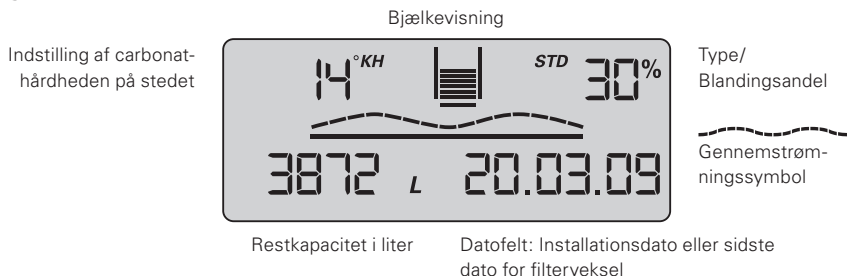 Bjælkevisning
Indstilling af carbonat-
hårdheden på stedet
14 °KH
STD 30%
Type/
Blandingsandel
3872 L 20.03.09
Gennemstrøm-
ningssymbol
Restkapacitet i liter
Datofelt: Installationsdato eller sidste
dato for filterveksel